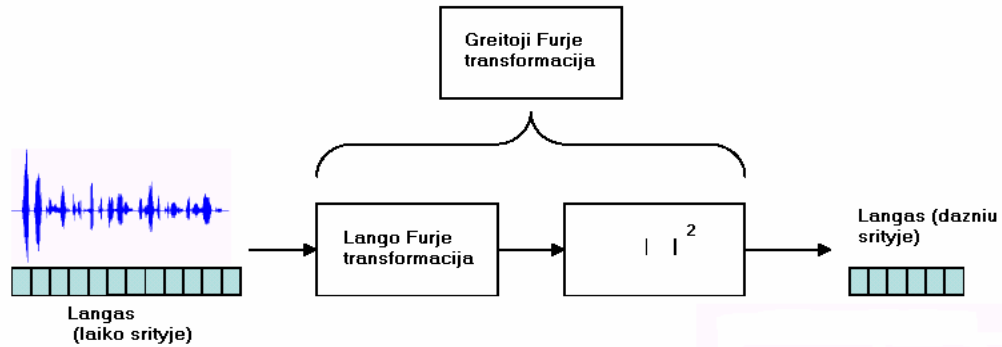 Greitoji Furje
transformacija
Lango Furje
transformacija
| |²
Langas (dazniu
srityje)
Langas
(laiko srityje)